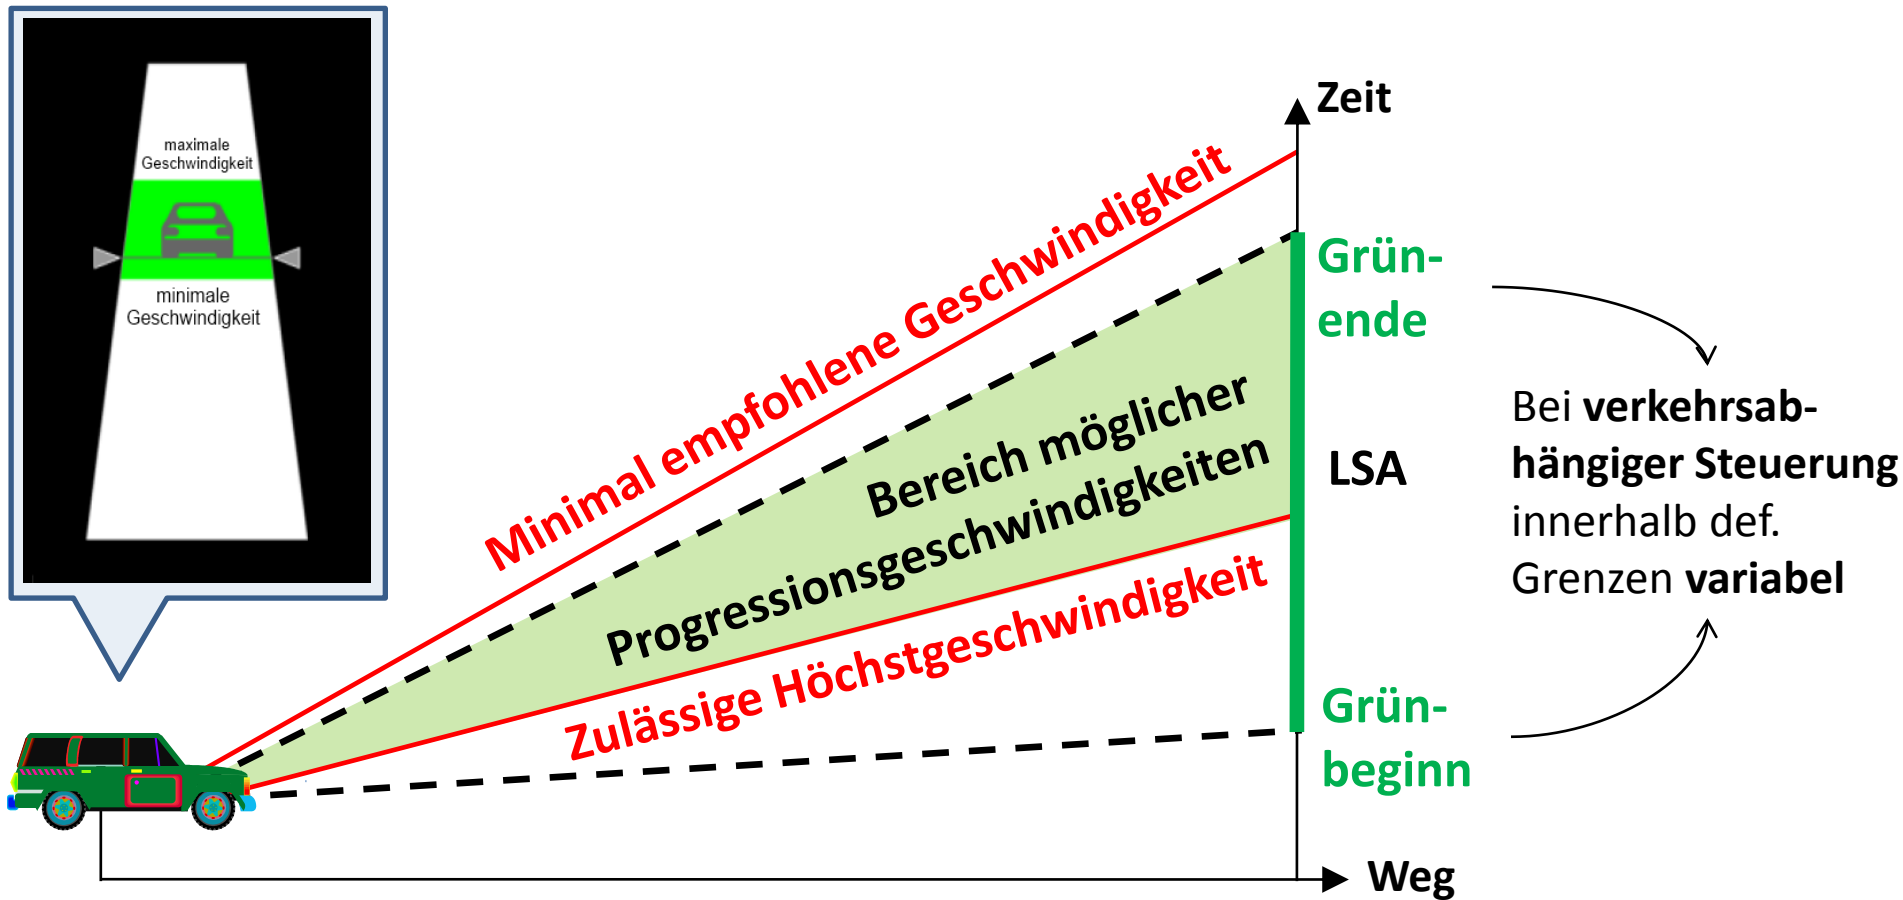 maximale
Geschwindigkeit
minimale
Geschwindigkeit
Zeit
Minimal empfohlene Geschwindigkeit
Grün-
ende
Bereich möglicher
Progressionsgeschwindigkeiten
LSA
Zulässige Höchstgeschwindigkeit
Grün-
beginn
Weg
Bei verkehrsab-
hängiger Steuerung
innerhalb def.
Grenzen variabel